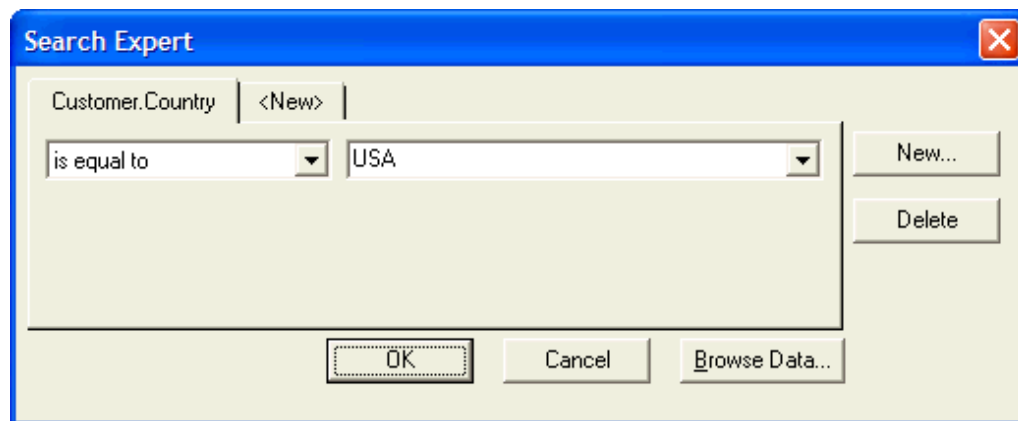 Search Expert
Customer.Country <New>
is equal to USA
New...
Delete
OK Cancel Browse Data...